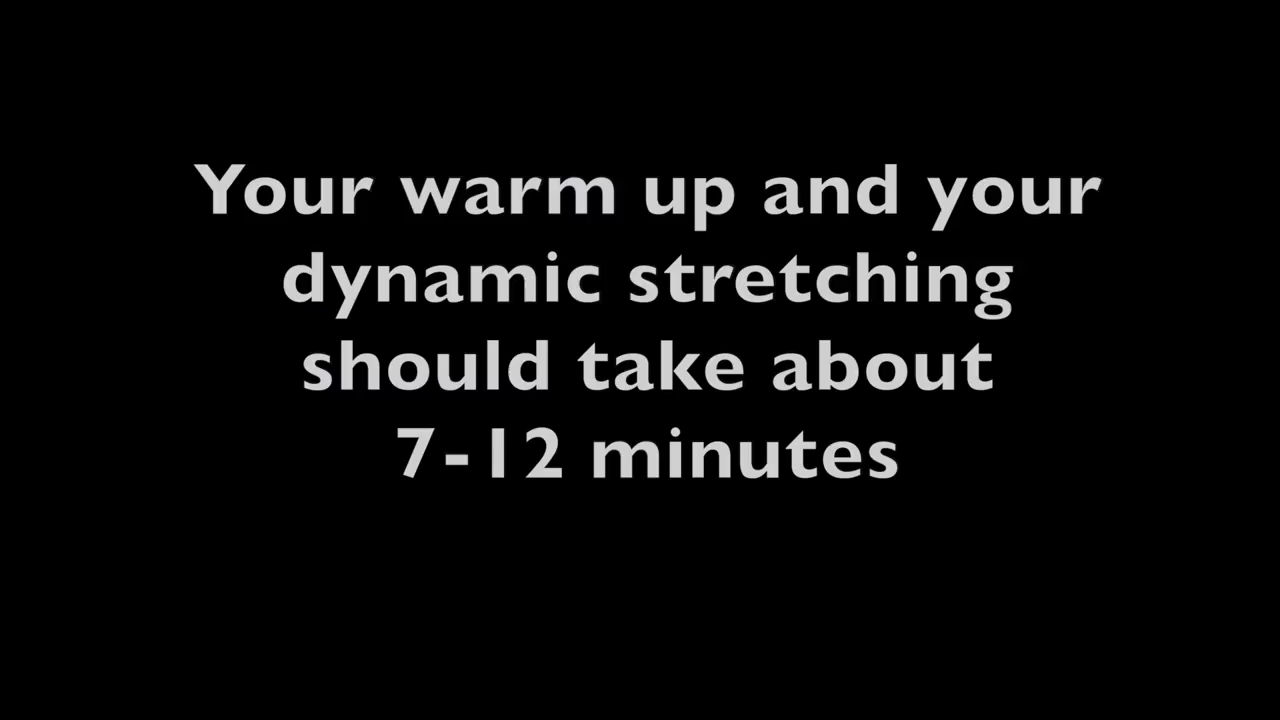 Your warm up and your
dynamic stretching
should take about
7-12 minutes